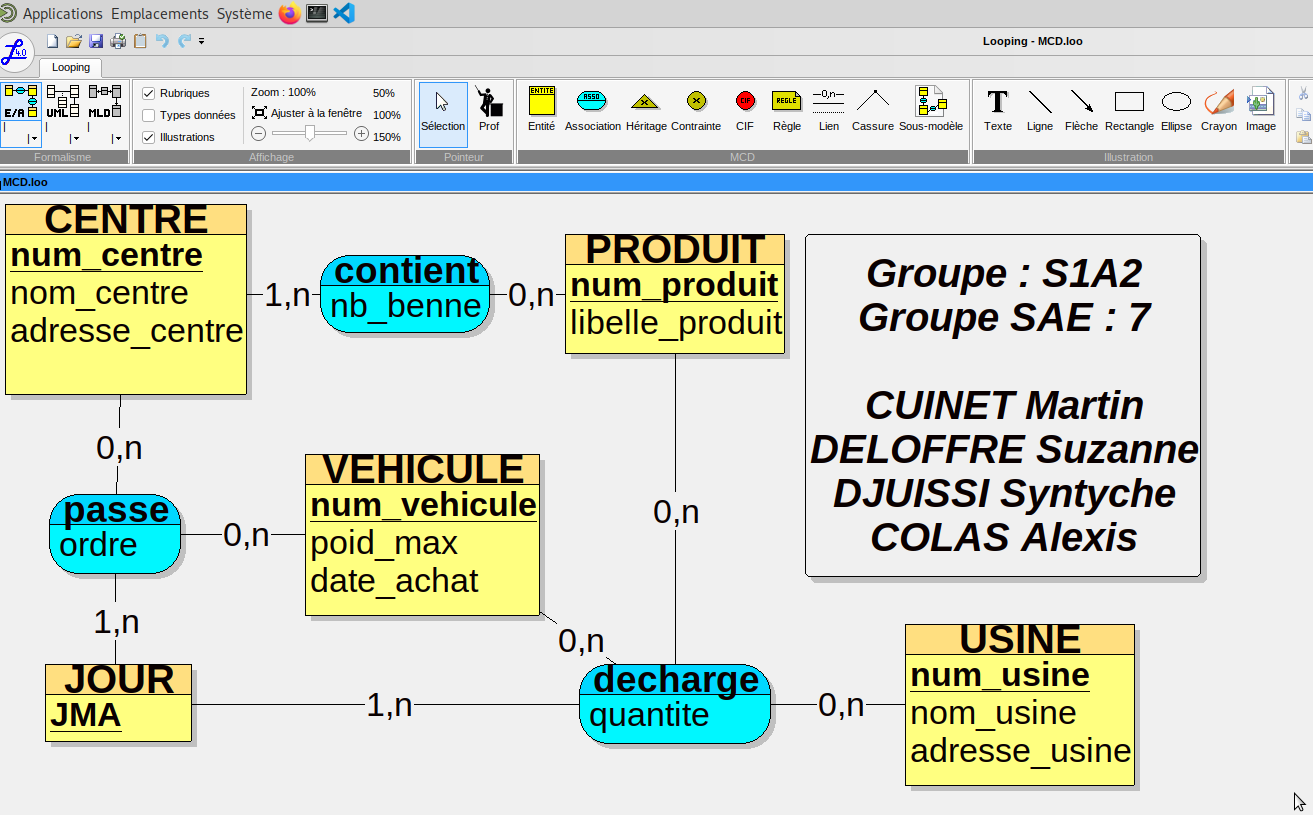 Applications Emplacements Système
Looping - MCD.loo
4.0
Looping
E/A UML MLD
Rubriques
Types données
Illustrations
Zoom : 100%
Ajuster à la fenêtre
50%
100%
150%
Sélection Prof
ENTITÉ ASSO CIF REGLE —0,n—
Entité Association Héritage Contrainte CIF Règle Lien Cassure Sous-modèle
T
Texte Ligne Flèche Rectangle Ellipse Crayon Image
Formalisme Affichage Pointeur MCD Illustration
MCD.loo
CENTRE
num_centre
nom_centre
adresse_centre
1,n
contient
nb_benne
0,n
PRODUIT
num_produit
libelle_produit
Groupe : S1A2
Groupe SAE : 7
CUINET Martin
DELOFFRE Suzanne
DJUISSI Syntyche
COLAS Alexis
0,n
passe
ordre
0,n
VEHICULE
num_vehicule
poid_max
date_achat
0,n
1,n
0,n
JOUR
JMA
1,n
decharge
quantite
0,n
USINE
num_usine
nom_usine
adresse_usine